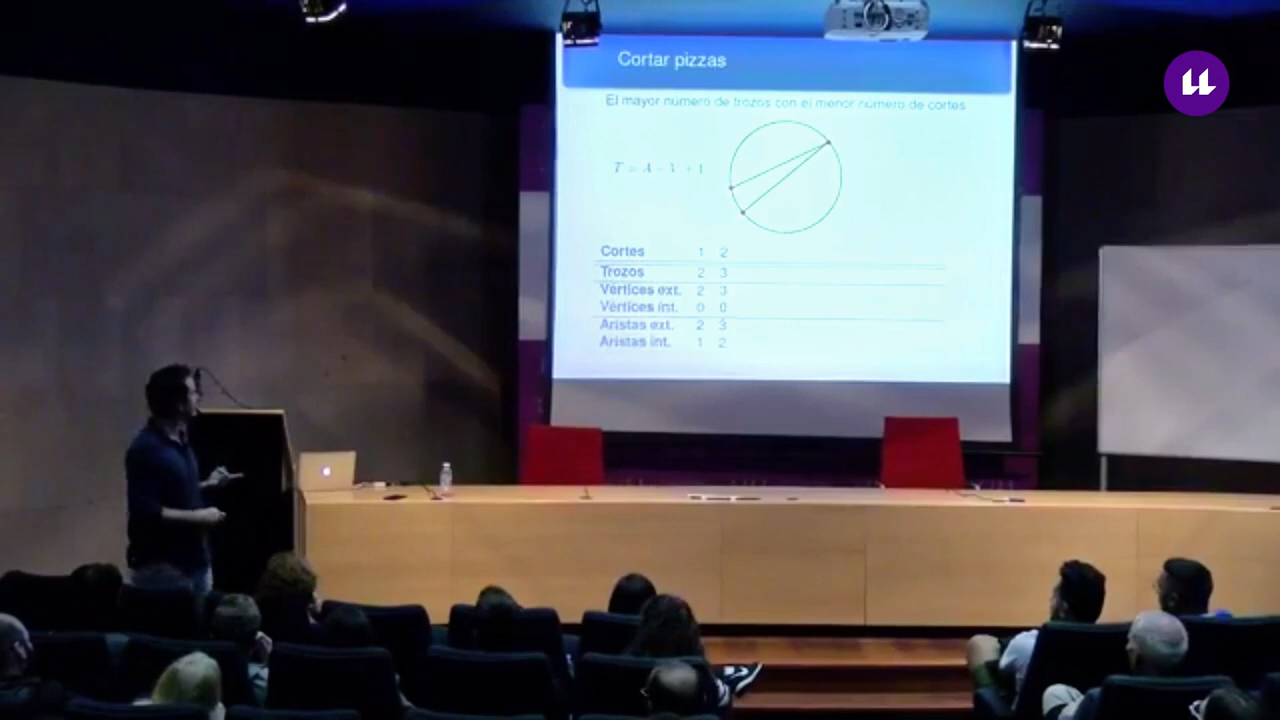 Cortar pizzas
El mayor número de trozos con el menor número de cortes
T = A - V + 1
Cortes 1 2
Trozos 2 3
Vértices ext. 2 3
Vértices int. 0 0
Aristas ext. 2 3
Aristas int. 1 2